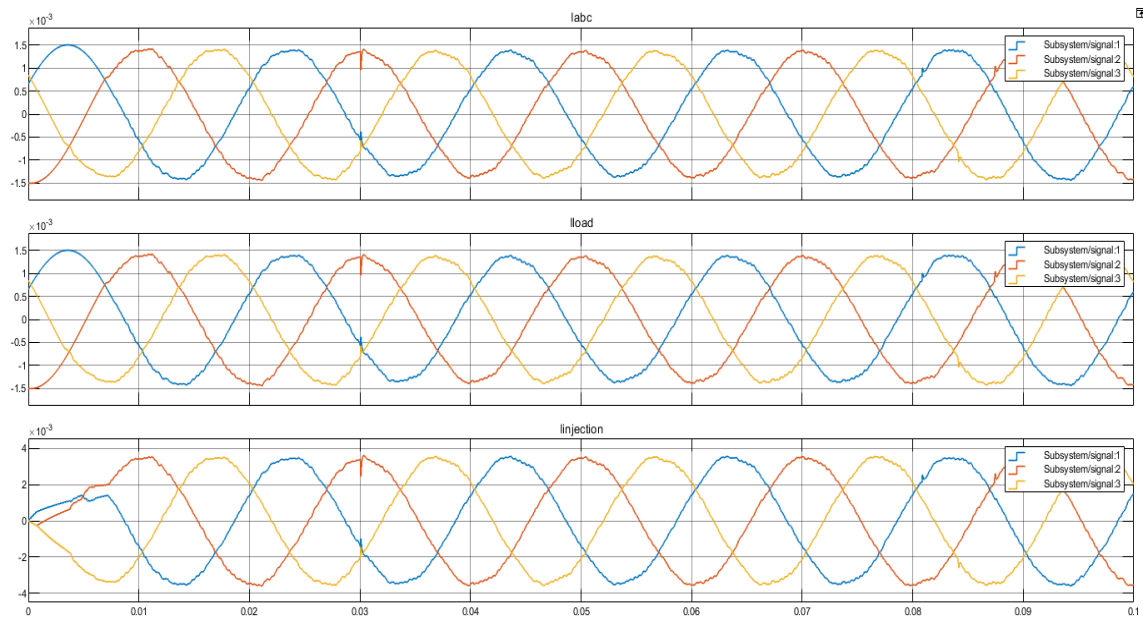 Iabc
×10⁻³
1.5
1
0.5
0
-0.5
-1
-1.5
Subsystem/signal:1
Subsystem/signal:2
Subsystem/signal:3
Iload
×10⁻³
1.5
1
0.5
0
-0.5
-1
-1.5
Subsystem/signal:1
Subsystem/signal:2
Subsystem/signal:3
Iinjection
×10⁻³
4
2
0
-2
-4
Subsystem/signal:1
Subsystem/signal:2
Subsystem/signal:3
0 0.01 0.02 0.03 0.04 0.05 0.06 0.07 0.08 0.09 0.1